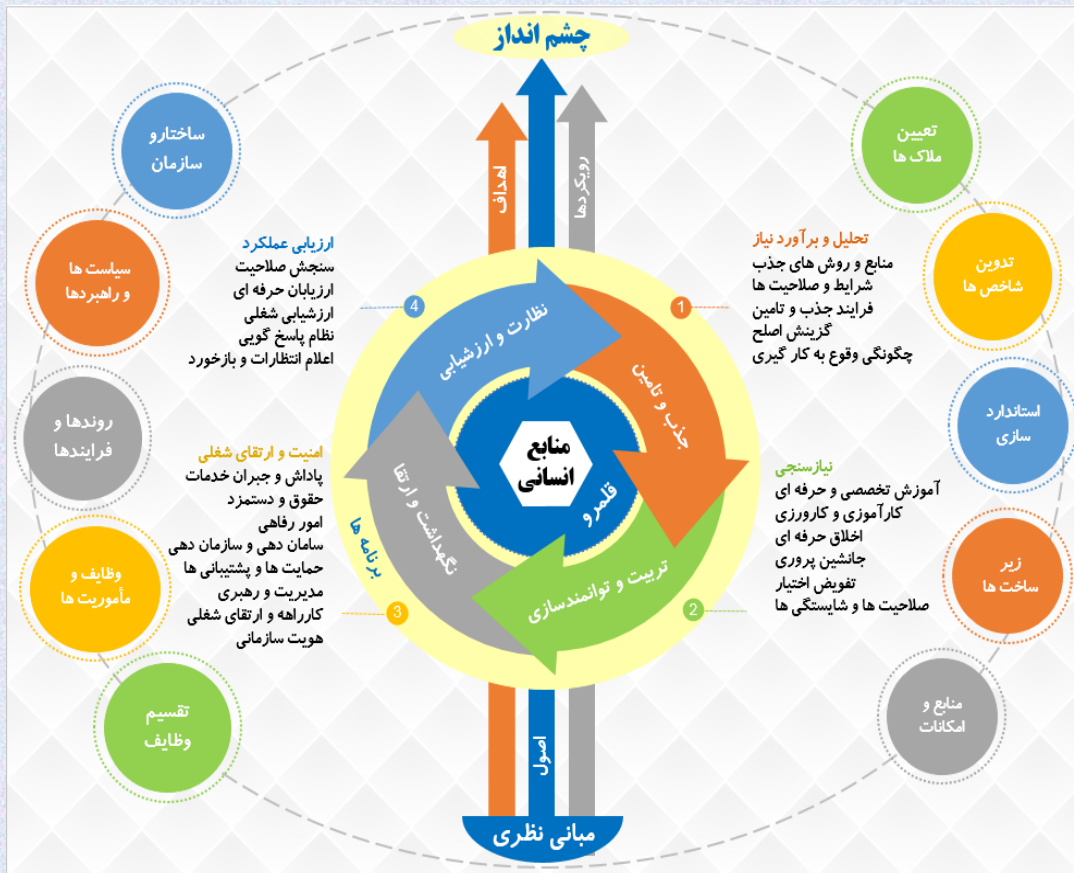 چشم انداز
اهداف
رویکردها
تعیین
ملاک ها
تدوین
شاخص ها
استاندارد
سازی
زیر
ساخت ها
منابع و
امکانات
ساختارو
سازمان
سیاست ها
و راهبردها
روندها و
فرایندها
وظایف و
مأموریت ها
تقسیم
وظایف
1
تحلیل و برآورد نیاز
منابع و روش های جذب
شرایط و صلاحیت ها
فرایند جذب و تامین
گزینش اصلح
چگونگی وقوع به کار گیری
2
نیازسنجی
آموزش تخصصی و حرفه ای
کارآموزی و کارورزی
اخلاق حرفه ای
جانشین پروری
تفویض اختیار
صلاحیت ها و شایستگی ها
3
امنیت و ارتقای شغلی
پاداش و جبران خدمات
حقوق و دستمزد
امور رفاهی
سامان دهی و سازمان دهی
حمایت ها و پشتیبانی ها
مدیریت و رهبری
کارراهه و ارتقای شغلی
هویت سازمانی
4
ارزیابی عملکرد
سنجش صلاحیت
ارزیابان حرفه ای
ارزشیابی شغلی
نظام پاسخ گویی
اعلام انتظارات و بازخورد
جذب و تامین
تربیت و توانمندسازی
نگهداشت و ارتقا
نظارت و ارزشیابی
منابع
انسانی
قلمرو
برنامه ها
اصول
مبانی نظری